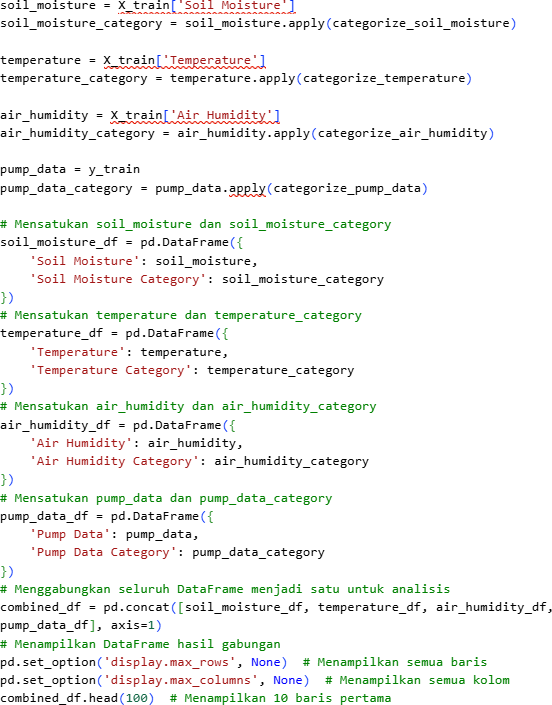 soil_moisture = X_train['Soil Moisture']
soil_moisture_category = soil_moisture.apply(categorize_soil_moisture)
temperature = X_train['Temperature']
temperature_category = temperature.apply(categorize_temperature)
air_humidity = X_train['Air Humidity']
air_humidity_category = air_humidity.apply(categorize_air_humidity)
pump_data = y_train
pump_data_category = pump_data.apply(categorize_pump_data)
# Mensatukan soil_moisture dan soil_moisture_category
soil_moisture_df = pd.DataFrame({
    'Soil Moisture': soil_moisture,
    'Soil Moisture Category': soil_moisture_category
})
# Mensatukan temperature dan temperature_category
temperature_df = pd.DataFrame({
    'Temperature': temperature,
    'Temperature Category': temperature_category
})
# Mensatukan air_humidity dan air_humidity_category
air_humidity_df = pd.DataFrame({
    'Air Humidity': air_humidity,
    'Air Humidity Category': air_humidity_category
})
# Mensatukan pump_data dan pump_data_category
pump_data_df = pd.DataFrame({
    'Pump Data': pump_data,
    'Pump Data Category': pump_data_category
})
# Menggabungkan seluruh DataFrame menjadi satu untuk analisis
combined_df = pd.concat([soil_moisture_df, temperature_df, air_humidity_df,
pump_data_df], axis=1)
# Menampilkan DataFrame hasil gabungan
pd.set_option('display.max_rows', None)  # Menampilkan semua baris
pd.set_option('display.max_columns', None)  # Menampilkan semua kolom
combined_df.head(100)  # Menampilkan 10 baris pertama